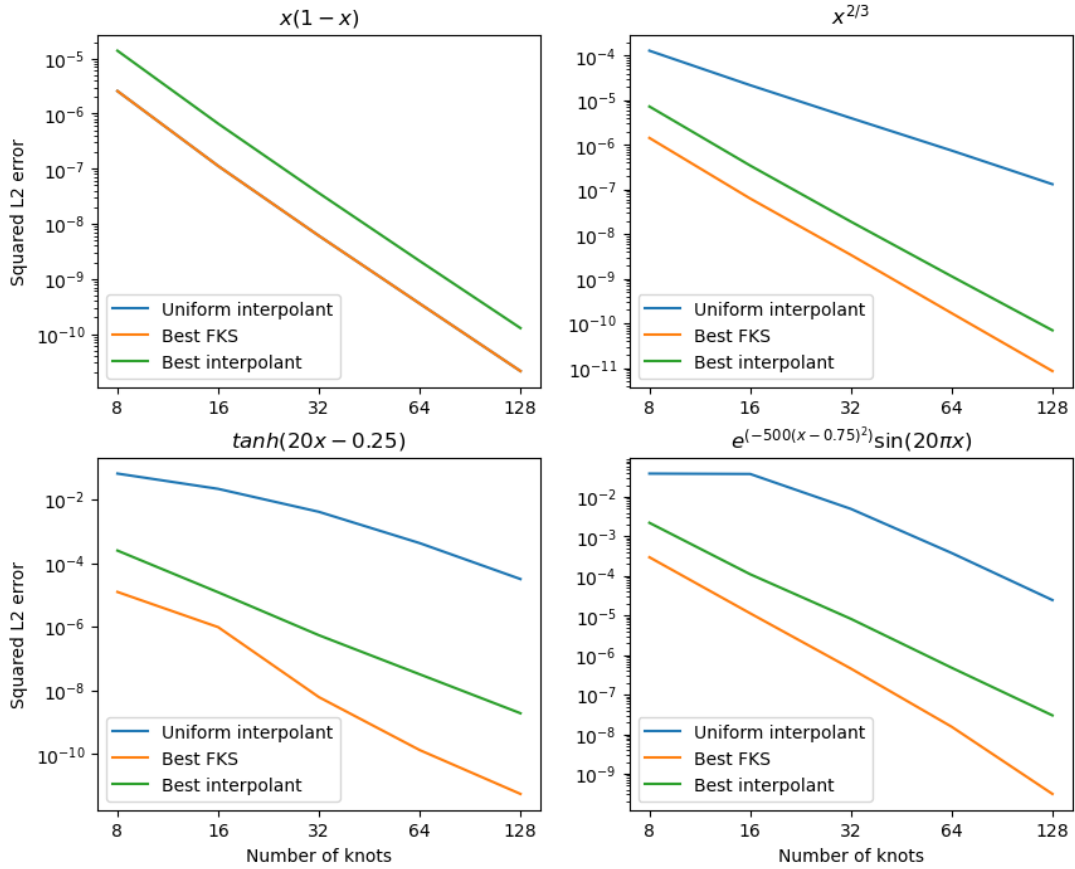 x(1 − x)
Squared L2 error
10⁻⁵
10⁻⁶
10⁻⁷
10⁻⁸
10⁻⁹
10⁻¹⁰
Uniform interpolant
Best FKS
Best interpolant
8 16 32 64 128
x^{2/3}
10⁻⁴
10⁻⁵
10⁻⁶
10⁻⁷
10⁻⁸
10⁻⁹
10⁻¹⁰
10⁻¹¹
Uniform interpolant
Best FKS
Best interpolant
8 16 32 64 128
tanh(20x − 0.25)
Squared L2 error
10⁻²
10⁻⁴
10⁻⁶
10⁻⁸
10⁻¹⁰
Uniform interpolant
Best FKS
Best interpolant
8 16 32 64 128
Number of knots
e^{(−500(x − 0.75)²)}sin(20πx)
10⁻²
10⁻³
10⁻⁴
10⁻⁵
10⁻⁶
10⁻⁷
10⁻⁸
10⁻⁹
Uniform interpolant
Best FKS
Best interpolant
8 16 32 64 128
Number of knots